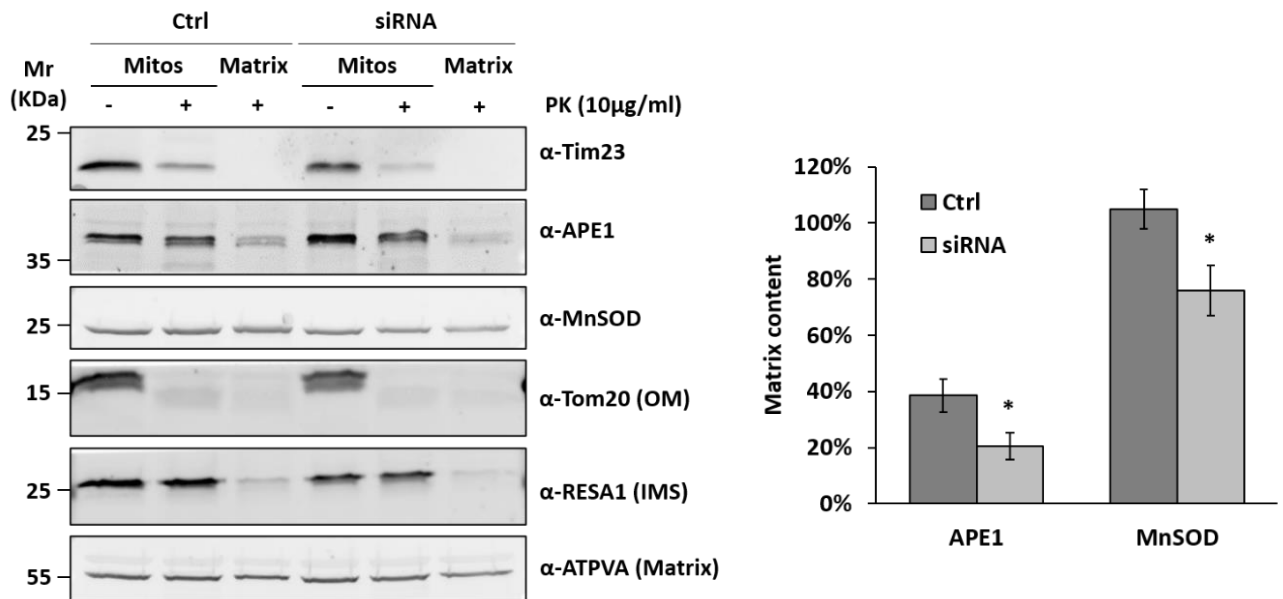 Ctrl siRNA
Mr (KDa) Mitos Matrix Mitos Matrix
- + + - + + PK (10µg/ml)
25 α-Tim23
35 α-APE1
25 α-MnSOD
15 α-Tom20 (OM)
25 α-RESA1 (IMS)
55 α-ATPVA (Matrix)
Matrix content
120%
100%
80%
60%
40%
20%
0%
Ctrl
siRNA
* *
APE1 MnSOD